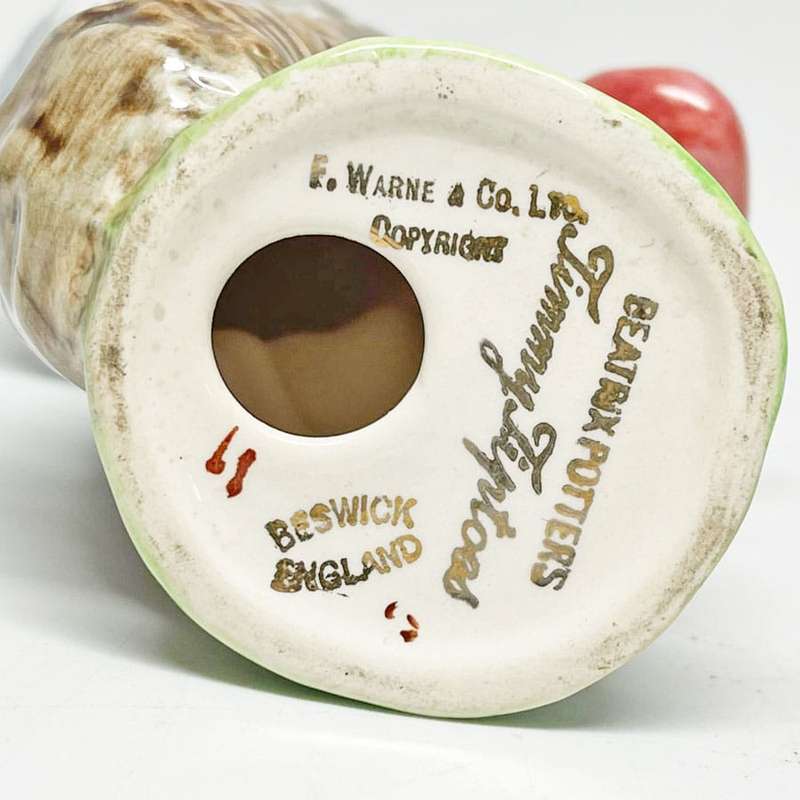 F. WARNE & CO. LTD.
COPYRIGHT
BEATRIX POTTER'S
Timmy Tiptoes
BESWICK
ENGLAND